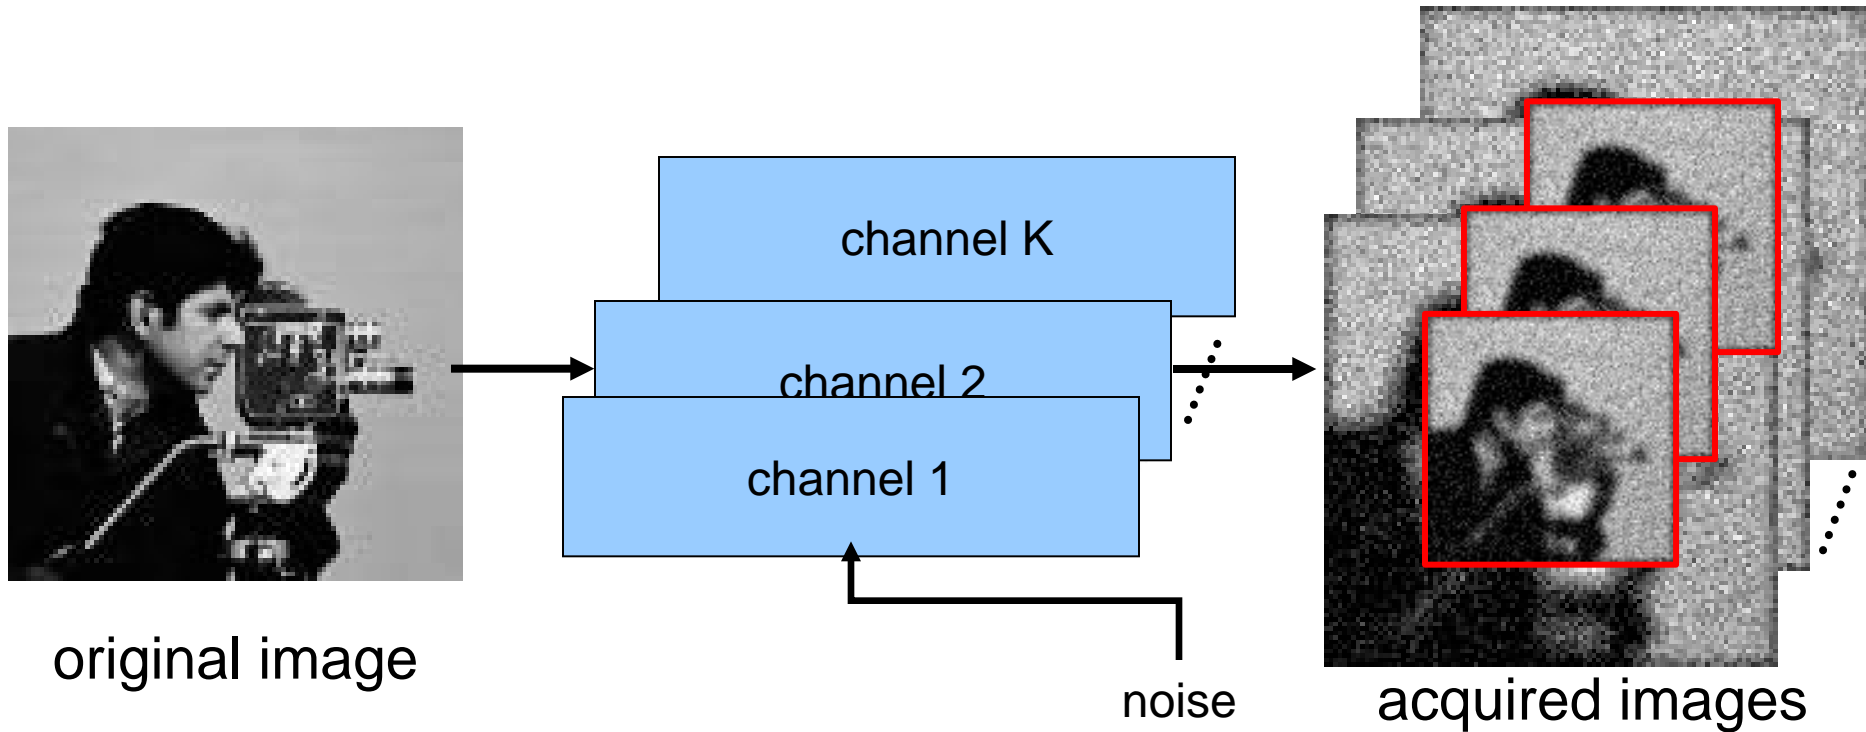 channel K
channel 2
channel 1
original image
noise
acquired images